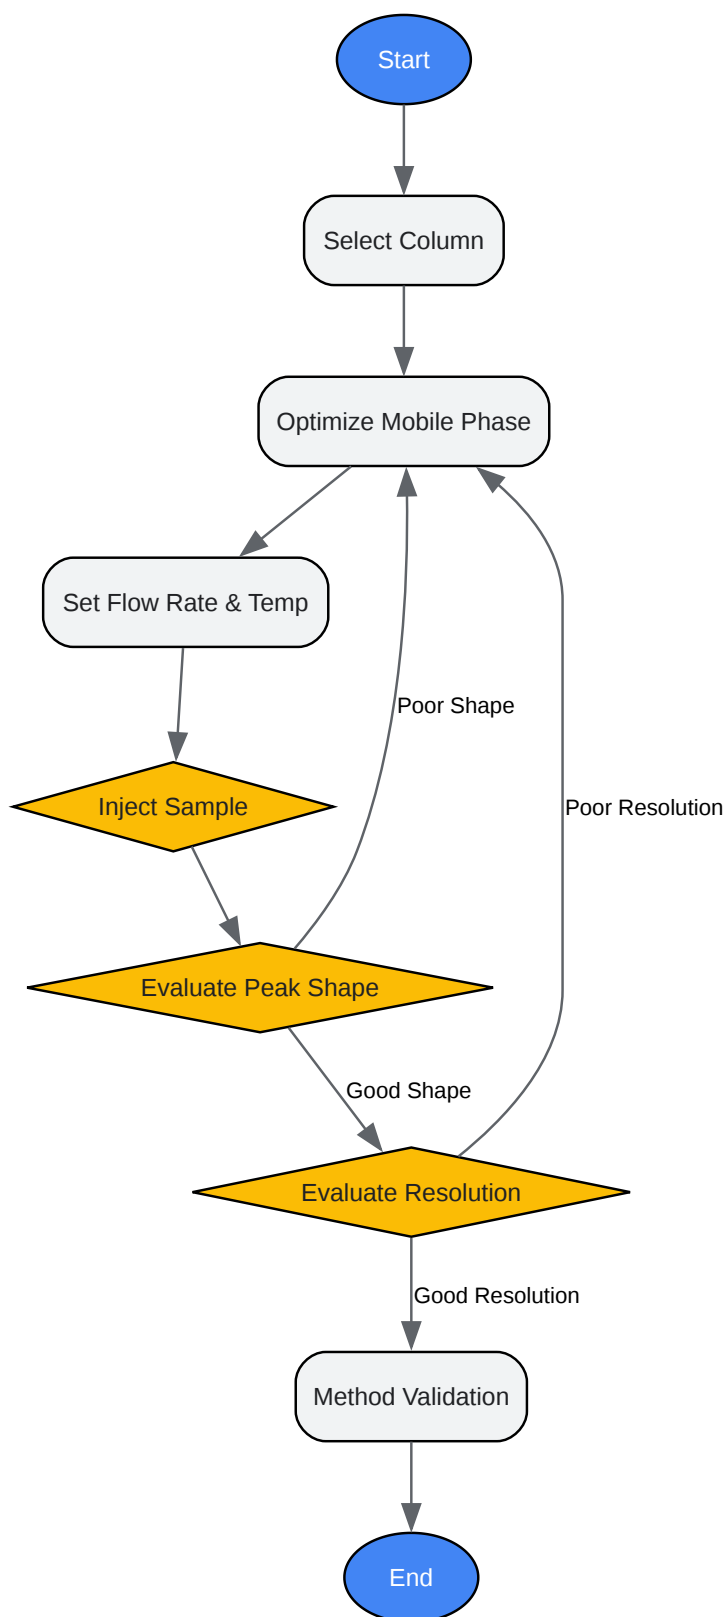 Start
Select Column
Optimize Mobile Phase
Set Flow Rate & Temp
Poor Shape
Inject Sample
Poor Resolution
Evaluate Peak Shape
Good Shape
Evaluate Resolution
Good Resolution
Method Validation
End